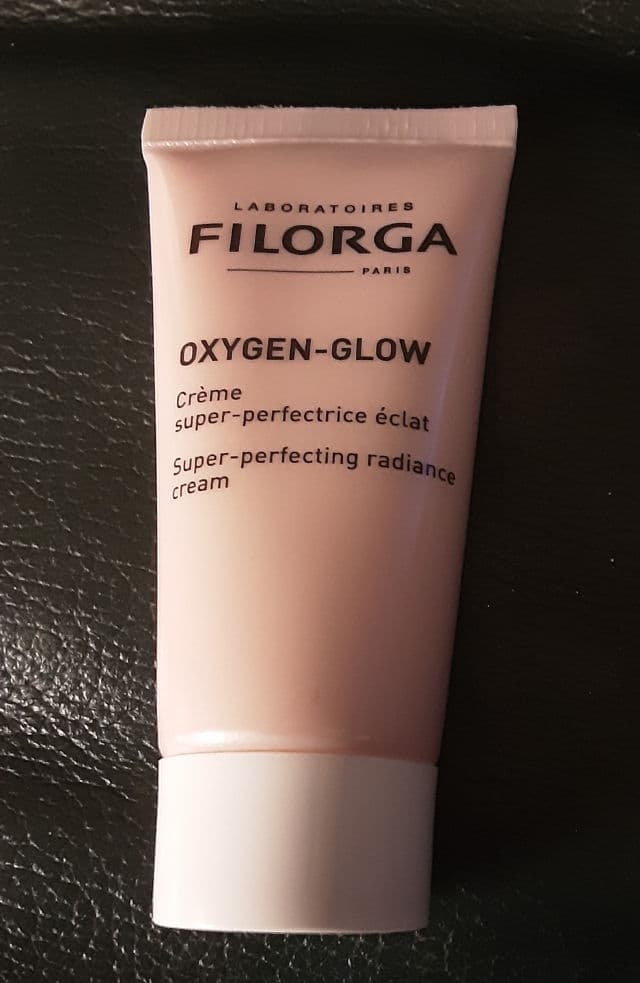 LABORATOIRES
FILORGA
PARIS
OXYGEN-GLOW
Crème
super-perfectrice éclat
Super-perfecting radiance
cream